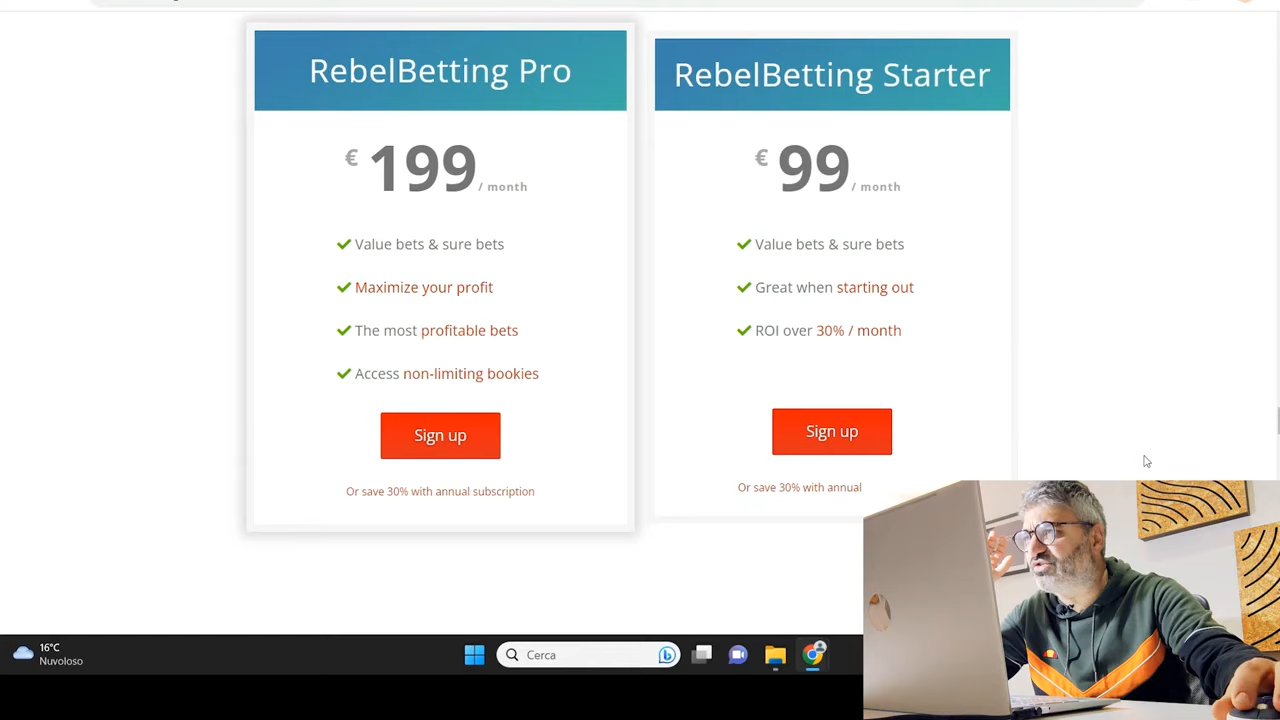 RebelBetting Pro
€ 199 / month
Value bets & sure bets
Maximize your profit
The most profitable bets
Access non-limiting bookies
Sign up
Or save 30% with annual subscription
RebelBetting Starter
€ 99 / month
Value bets & sure bets
Great when starting out
ROI over 30% / month
Sign up
Or save 30% with annual
16°C
Nuvoloso
Cerca